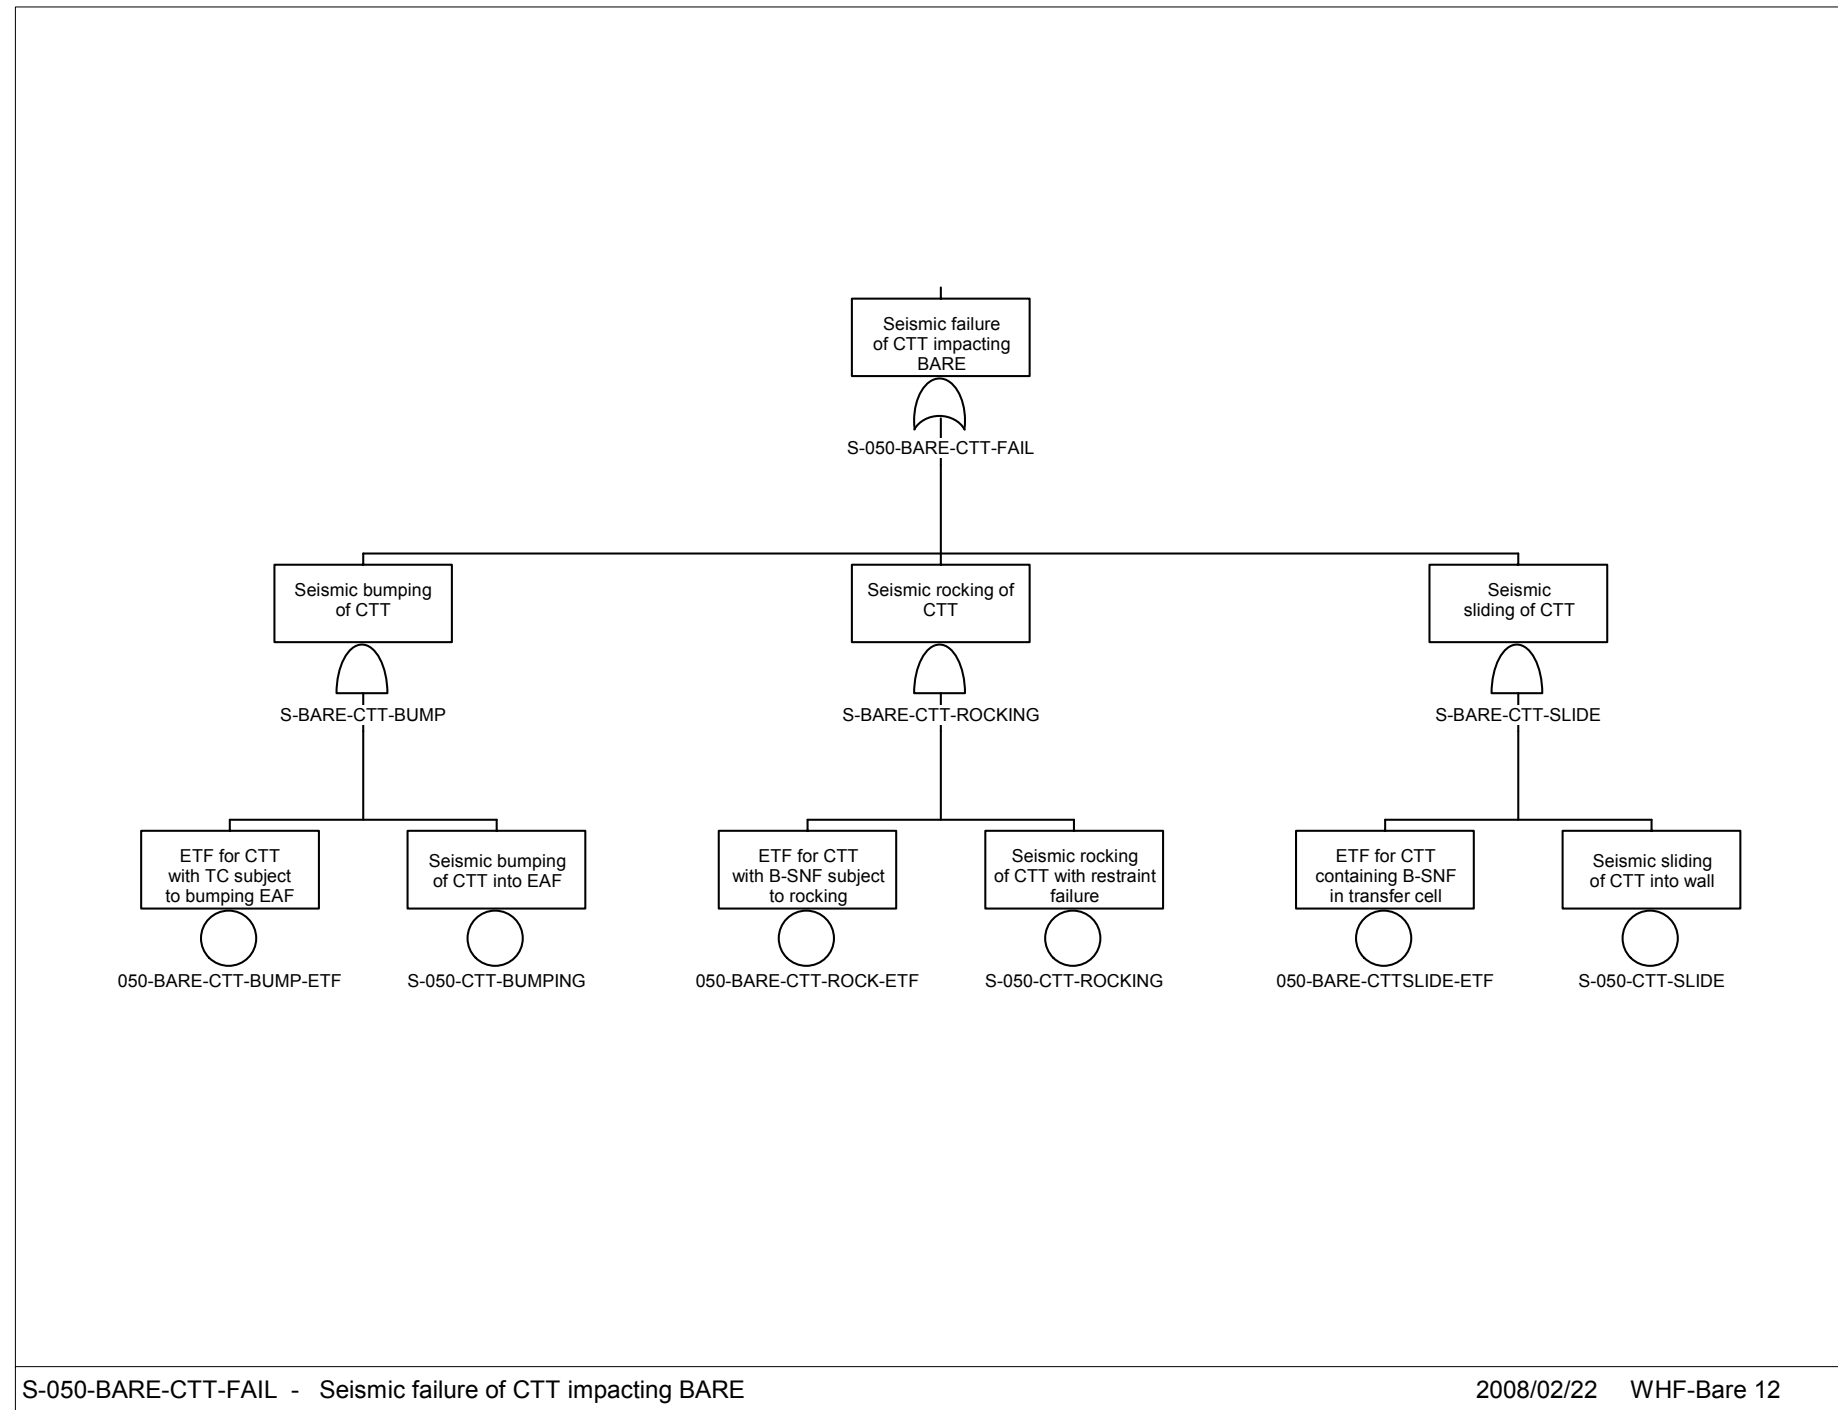 Seismic failure
of CTT impacting
BARE
S-050-BARE-CTT-FAIL
Seismic bumping
of CTT
S-BARE-CTT-BUMP
Seismic rocking of
CTT
S-BARE-CTT-ROCKING
Seismic
sliding of CTT
S-BARE-CTT-SLIDE
ETF for CTT
with TC subject
to bumping EAF
050-BARE-CTT-BUMP-ETF
Seismic bumping
of CTT into EAF
S-050-CTT-BUMPING
ETF for CTT
with B-SNF subject
to rocking
050-BARE-CTT-ROCK-ETF
Seismic rocking
of CTT with restraint
failure
S-050-CTT-ROCKING
ETF for CTT
containing B-SNF
in transfer cell
050-BARE-CTTSLIDE-ETF
Seismic sliding
of CTT into wall
S-050-CTT-SLIDE
S-050-BARE-CTT-FAIL - Seismic failure of CTT impacting BARE 2008/02/22 WHF-Bare 12